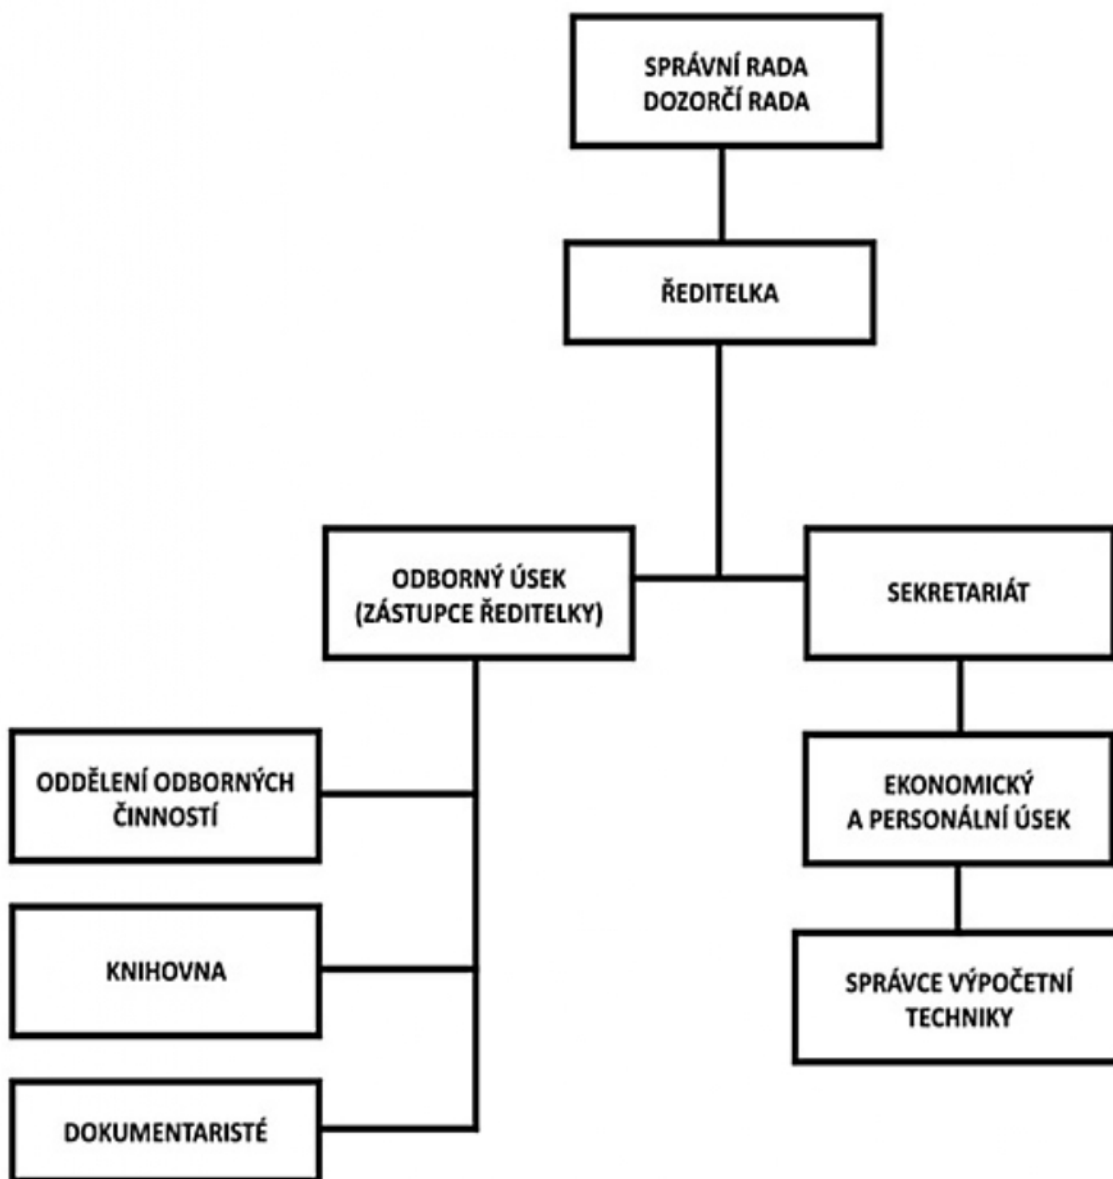 SPRÁVNÍ RADA
DOZORČÍ RADA
ŘEDITELKA
ODBORNÝ ÚSEK
(ZÁSTUPCE ŘEDITELKY)
SEKRETARIÁT
ODDĚLENÍ ODBORNÝCH
ČINNOSTÍ
EKONOMICKÝ
A PERSONÁLNÍ ÚSEK
KNIHOVNA
SPRÁVCE VÝPOČETNÍ
TECHNIKY
DOKUMENTARISTÉ